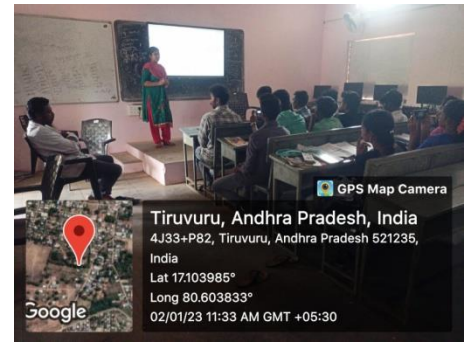 GPS Map Camera
Tiruvuru, Andhra Pradesh, India
4J33+P82, Tiruvuru, Andhra Pradesh 521235,
India
Lat 17.103985°
Long 80.603833°
02/01/23 11:33 AM GMT +05:30
Google